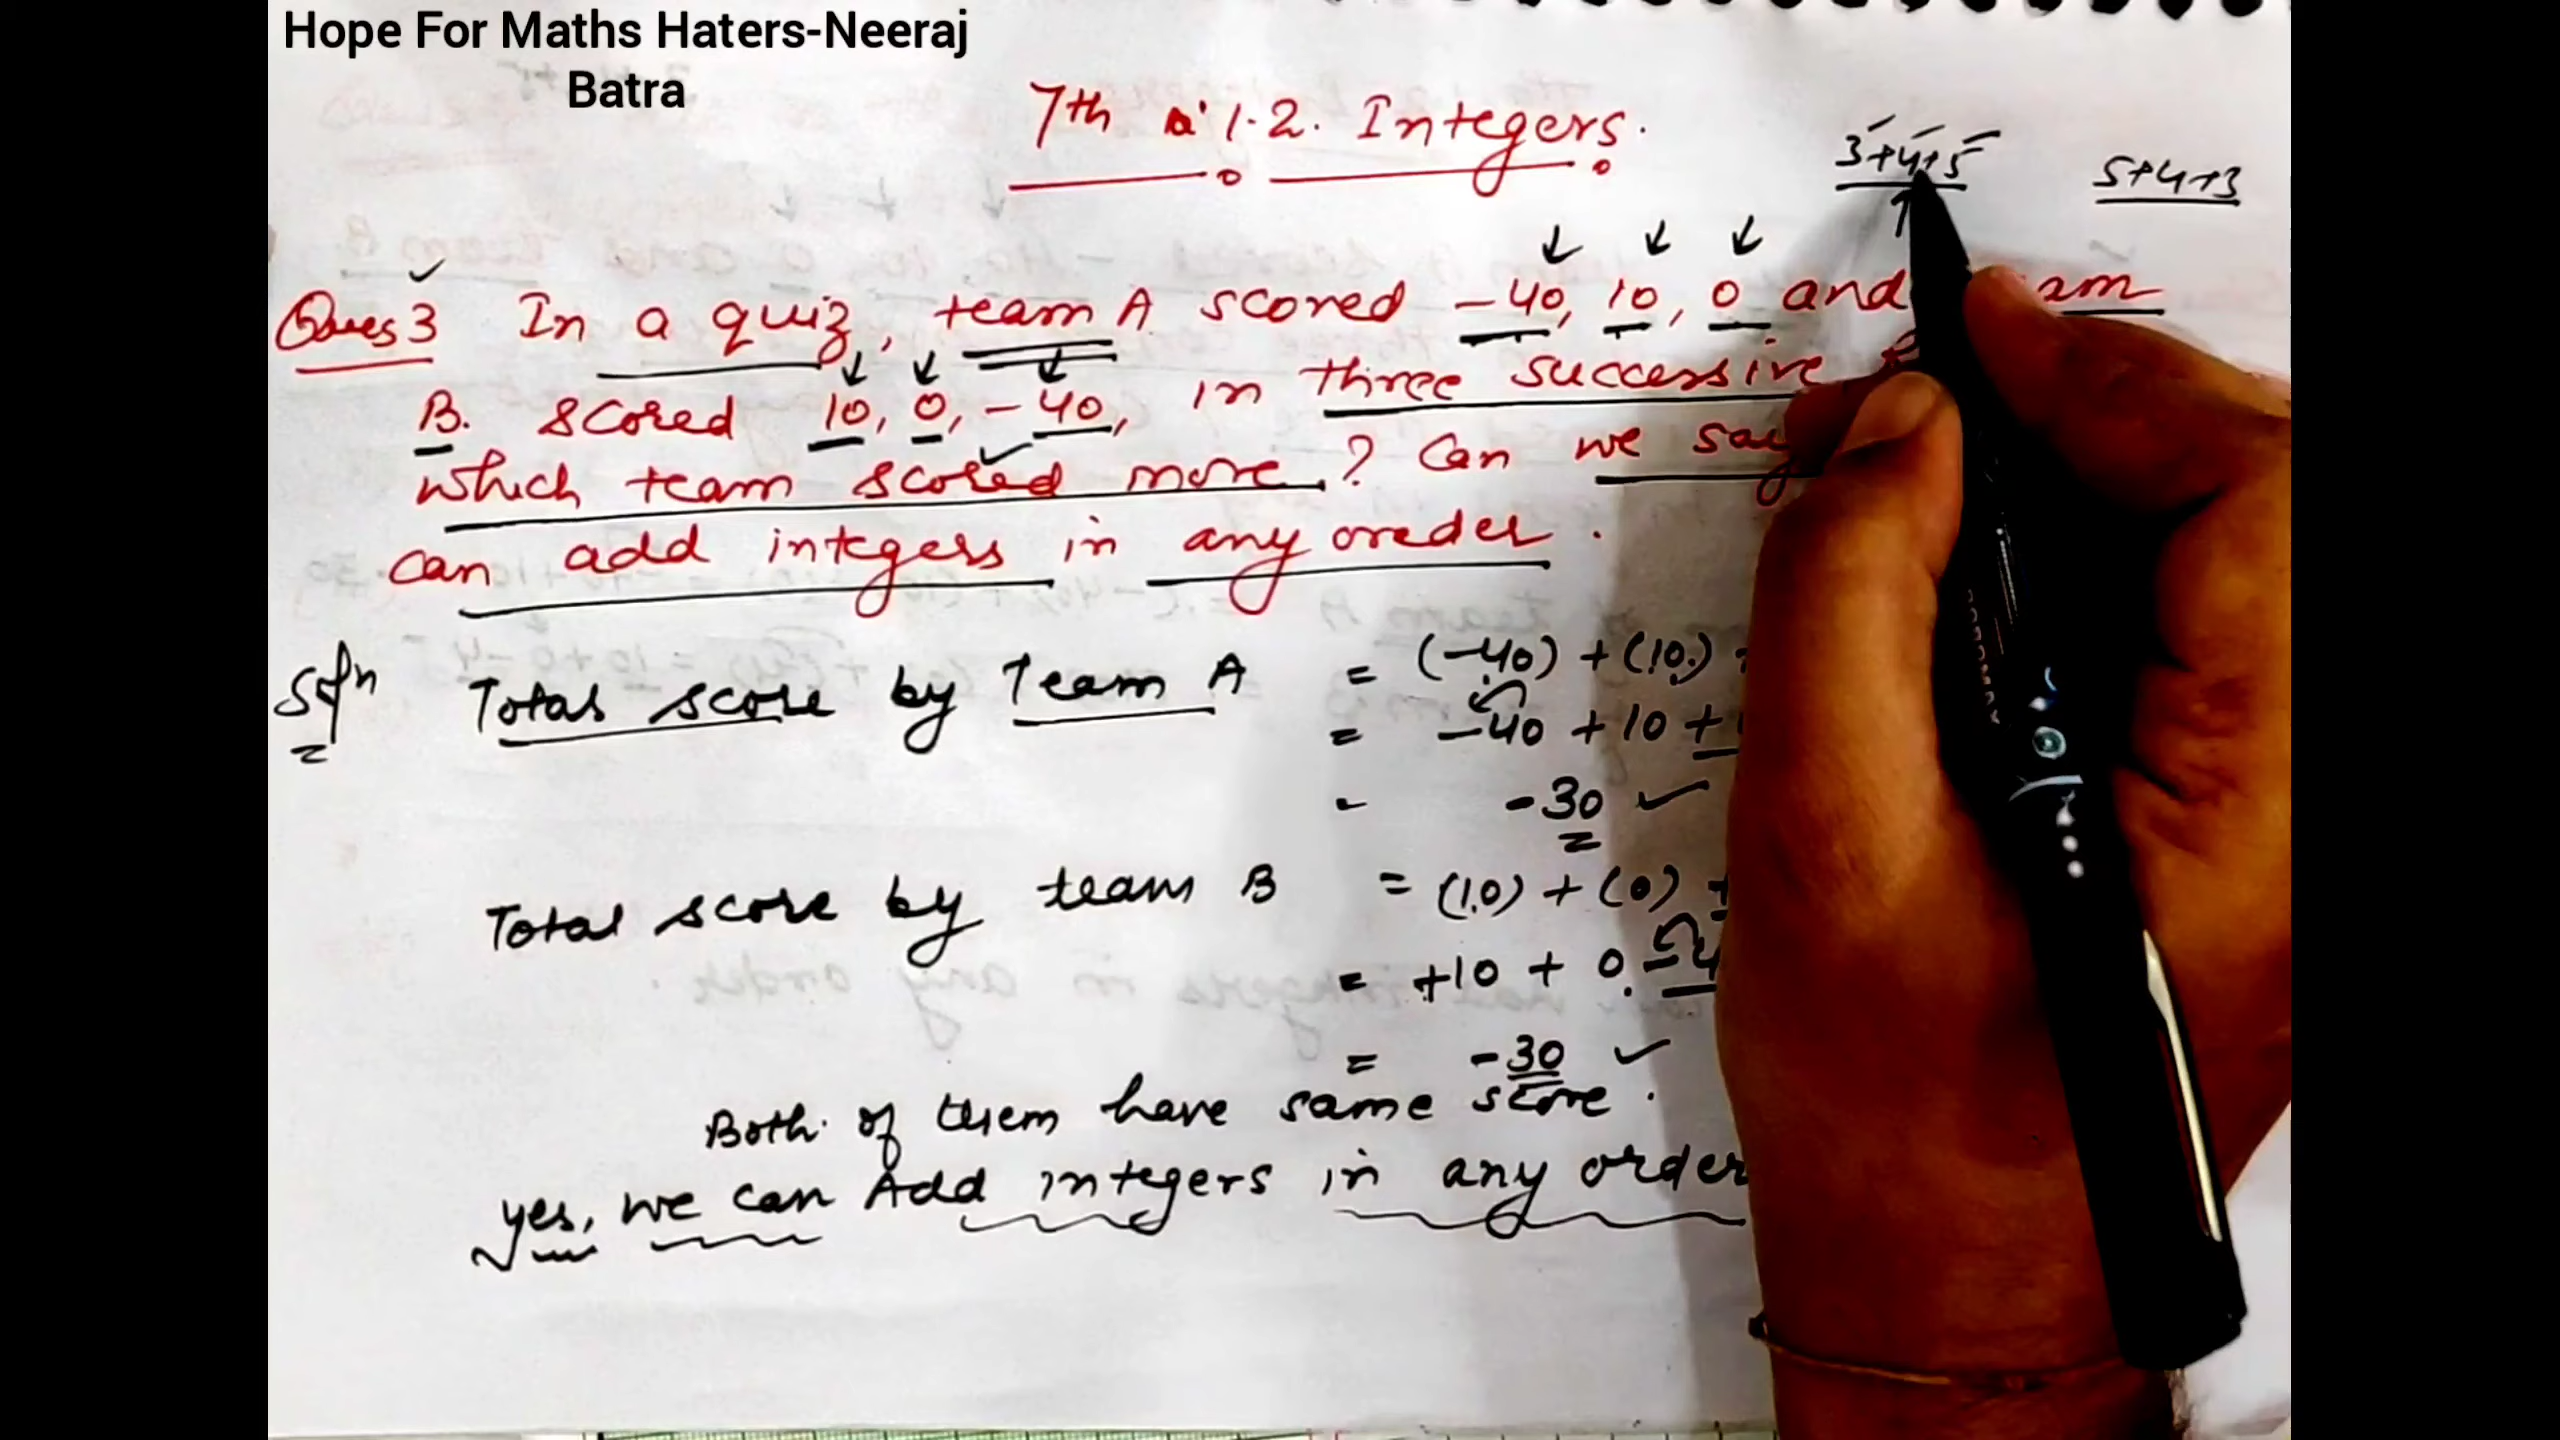 Hope For Maths Haters-Neeraj
Batra
7th 1.2. Integers.
3+4+5
5+4+3
Ques 3 In a quiz, team A scored -40, 10, 0 and
B. scored 10, 0, -40, in three successive
which team scored more? Can we say
can add integers in any oreder.
Soln Total score by Team A = (-40) + (10)
= -40 + 10 +
- -30 ✓
Total score by team B = (10) + (0) +
= +10 + 0 -4
= -30 ✓
Both of them have same score.
yes, we can Add integers in any order